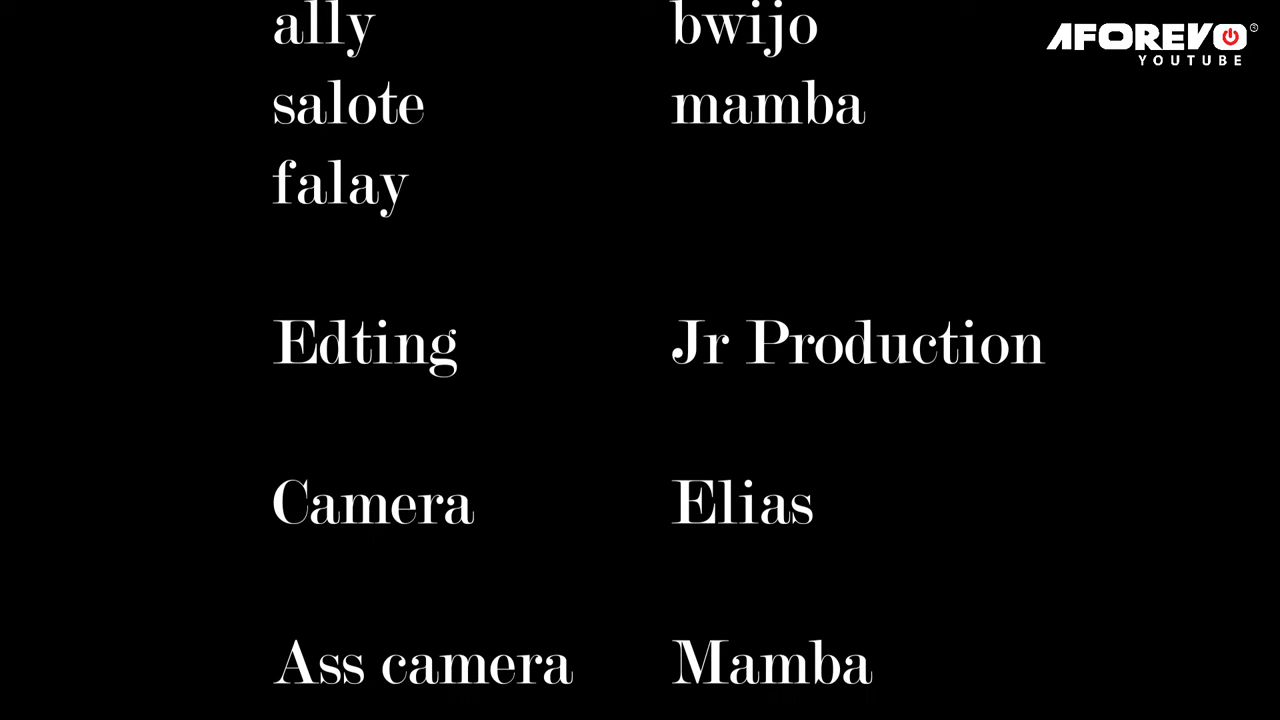 ally bwijo
AFOREVO
YOUTUBE
salote mamba
falay
Edting Jr Production
Camera Elias
Ass camera Mamba